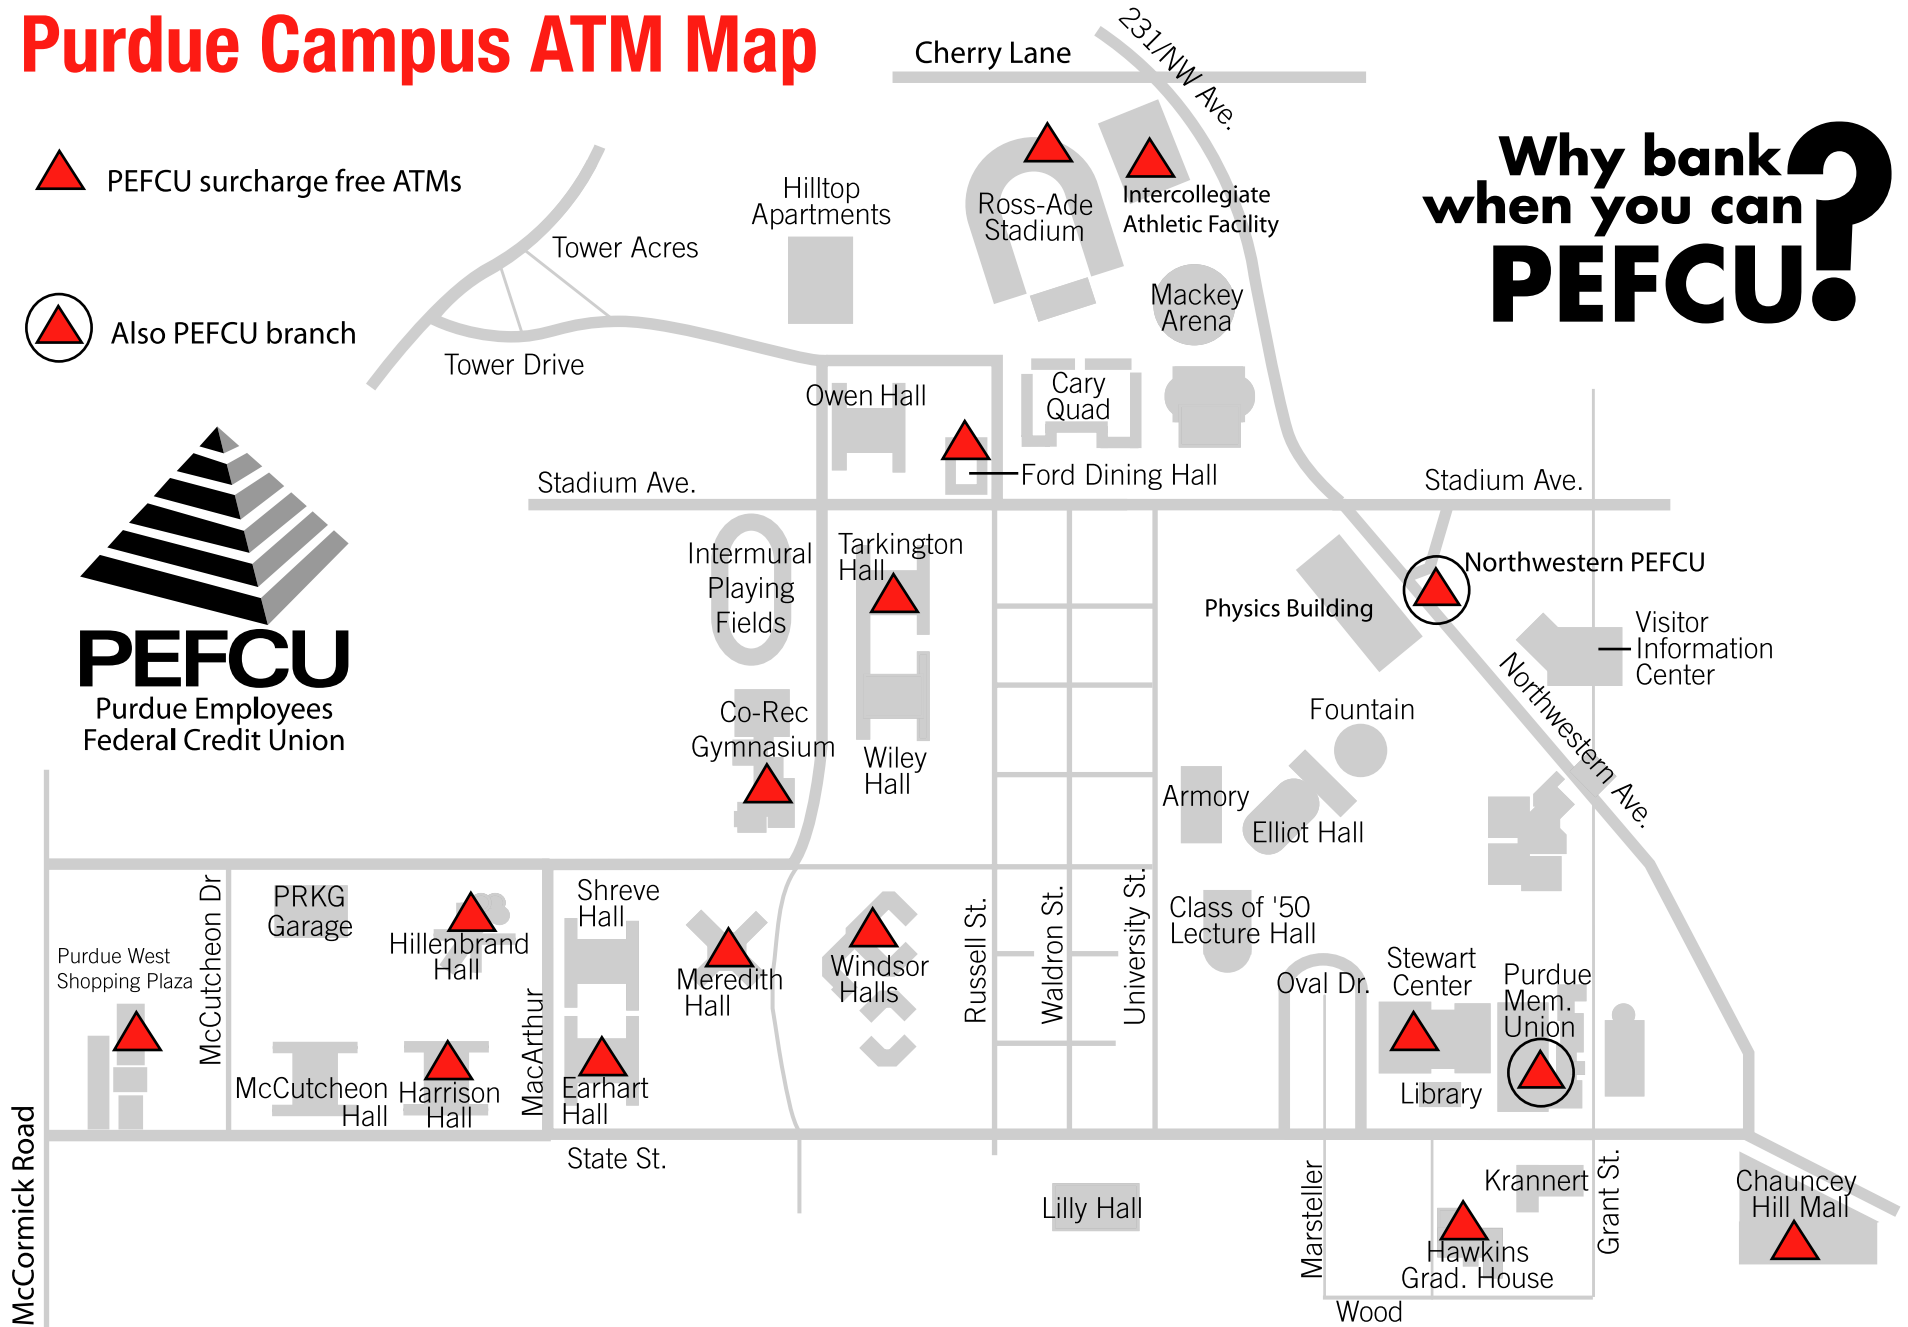 Purdue Campus ATM Map
PEFCU surcharge free ATMs
Also PEFCU branch
PEFCU
Purdue Employees
Federal Credit Union
Why bank
when you can
PEFCU?
Cherry Lane
231/NW Ave.
Hilltop
Apartments
Ross-Ade
Stadium
Intercollegiate
Athletic Facility
Tower Acres
Tower Drive
Mackey
Arena
Owen Hall
Cary
Quad
Ford Dining Hall
Stadium Ave.
Stadium Ave.
Intermural
Playing
Fields
Tarkington
Hall
Northwestern PEFCU
Physics Building
Visitor
Information
Center
Northwestern Ave.
Co-Rec
Gymnasium
Wiley
Hall
Fountain
Armory
Elliot Hall
PRKG
Garage
McCutcheon Dr
Hillenbrand
Hall
Shreve
Hall
Meredith
Hall
Windsor
Halls
Russell St.
Waldron St.
University St.
Class of '50
Lecture Hall
Oval Dr.
Stewart
Center
Purdue
Mem.
Union
Library
Purdue West
Shopping Plaza
McCutcheon
Hall
Harrison
Hall
MacArthur
Earhart
Hall
McCormick Road
State St.
Lilly Hall
Marsteller
Krannert
Grant St.
Hawkins
Grad. House
Wood
Chauncey
Hill Mall